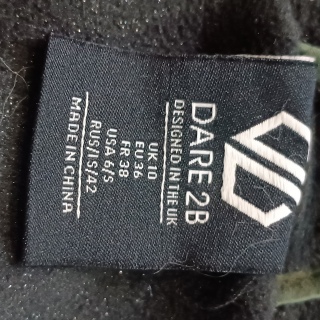 DARE 2B
DESIGNED IN THE UK
UK 10
EU 36
FR 38
USA 6/S
RUS/IS/42
MADE IN CHINA